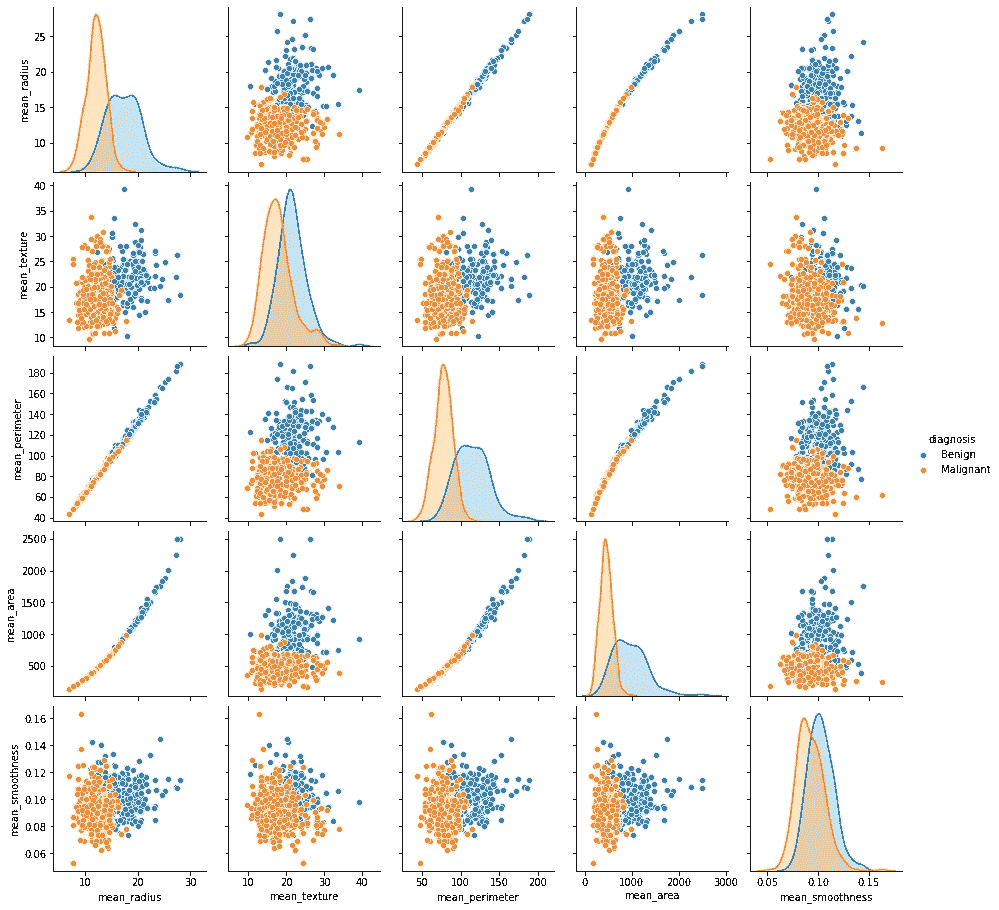 25
20
15
10
mean_radius
40
35
30
25
20
15
10
mean_texture
180
160
140
120
100
80
60
40
mean_perimeter
diagnosis
Benign
Malignant
2500
2000
1500
1000
500
mean_area
0.16
0.14
0.12
0.10
0.08
0.06
mean_smoothness
10 20 30
10 20 30 40
50 100 150 200
0 1000 2000 3000
0.05 0.10 0.15
mean_radius
mean_texture
mean_perimeter
mean_area
mean_smoothness